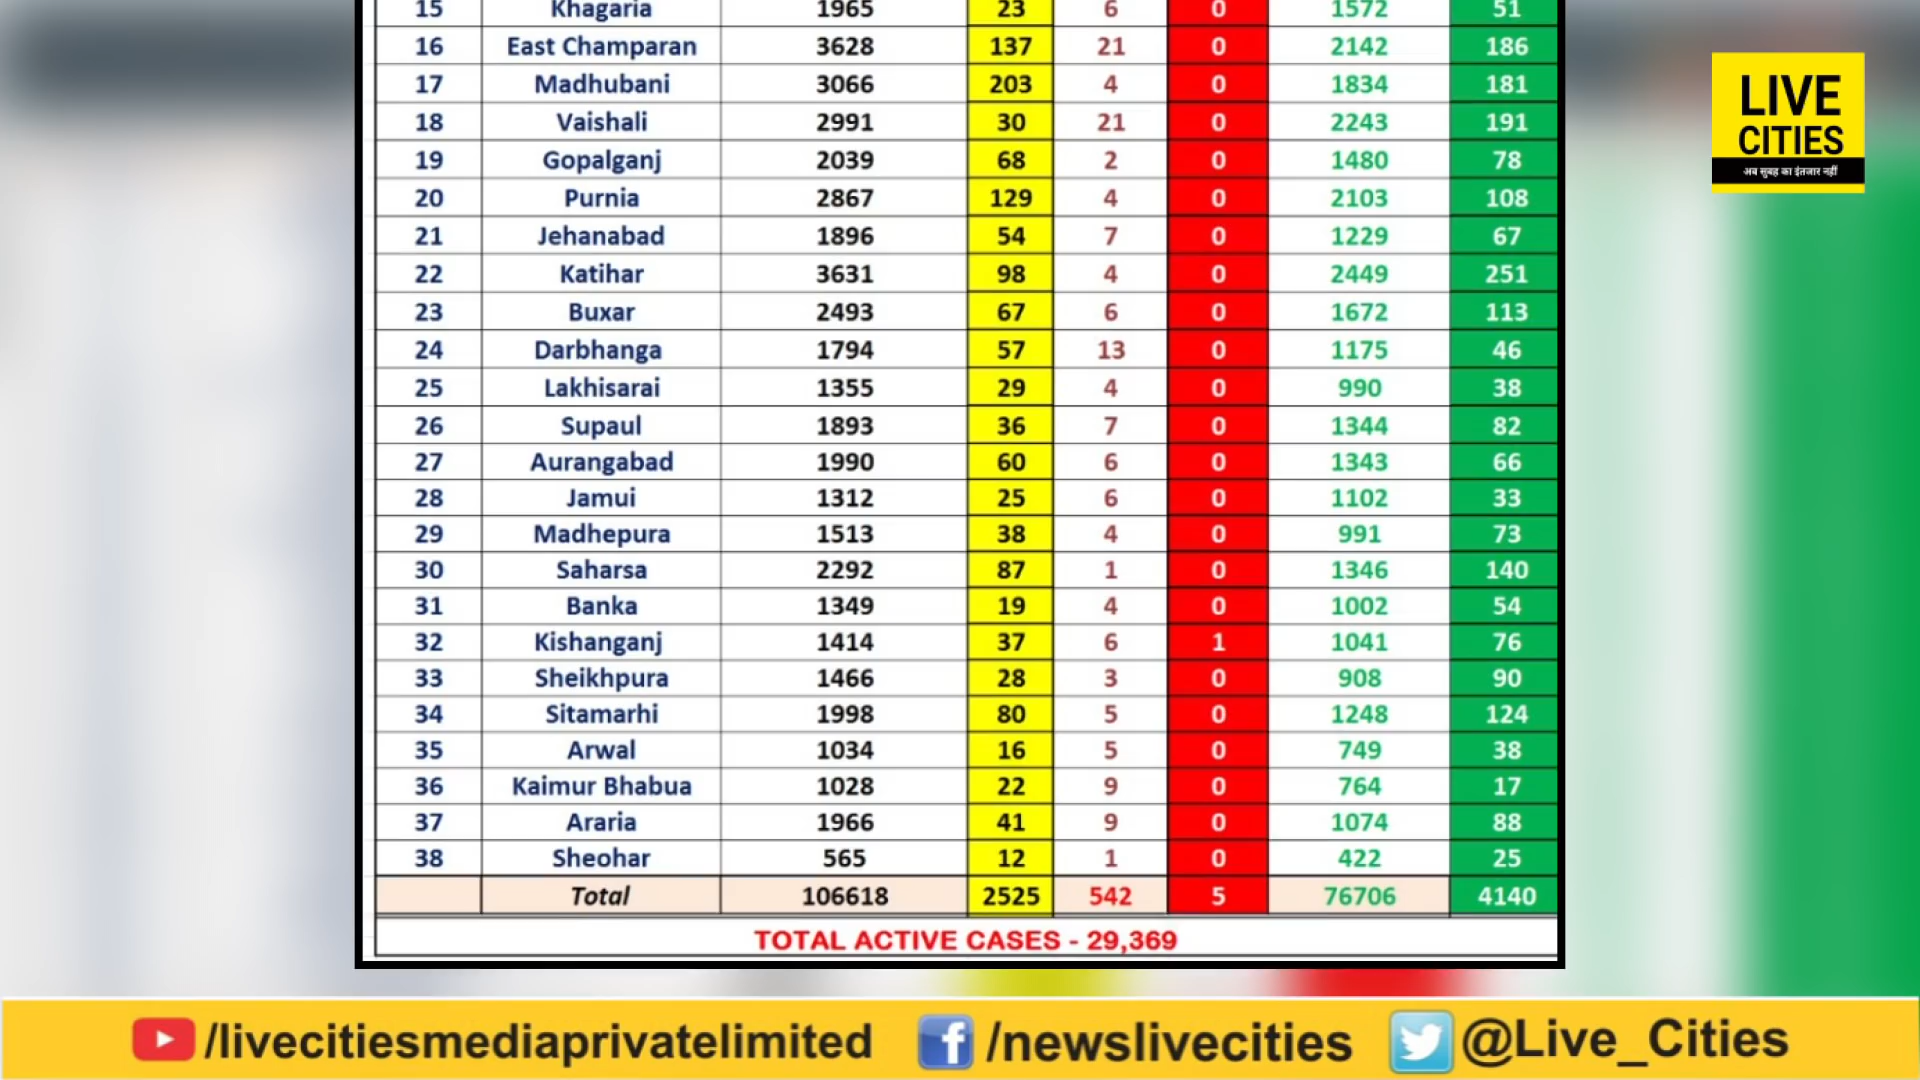 15 Khagaria 1965 23 6 0 1572 51
16 East Champaran 3628 137 21 0 2142 186
17 Madhubani 3066 203 4 0 1834 181
18 Vaishali 2991 30 21 0 2243 191
19 Gopalganj 2039 68 2 0 1480 78
20 Purnia 2867 129 4 0 2103 108
21 Jehanabad 1896 54 7 0 1229 67
22 Katihar 3631 98 4 0 2449 251
23 Buxar 2493 67 6 0 1672 113
24 Darbhanga 1794 57 13 0 1175 46
25 Lakhisarai 1355 29 4 0 990 38
26 Supaul 1893 36 7 0 1344 82
27 Aurangabad 1990 60 6 0 1343 66
28 Jamui 1312 25 6 0 1102 33
29 Madhepura 1513 38 4 0 991 73
30 Saharsa 2292 87 1 0 1346 140
31 Banka 1349 19 4 0 1002 54
32 Kishanganj 1414 37 6 1 1041 76
33 Sheikhpura 1466 28 3 0 908 90
34 Sitamarhi 1998 80 5 0 1248 124
35 Arwal 1034 16 5 0 749 38
36 Kaimur Bhabua 1028 22 9 0 764 17
37 Araria 1966 41 9 0 1074 88
38 Sheohar 565 12 1 0 422 25
Total 106618 2525 542 5 76706 4140
TOTAL ACTIVE CASES - 29,369
LIVE
CITIES
अब सुबह का इंतजार नहीं
/livecitiesmediaprivatelimited /newslivecities @Live_Cities